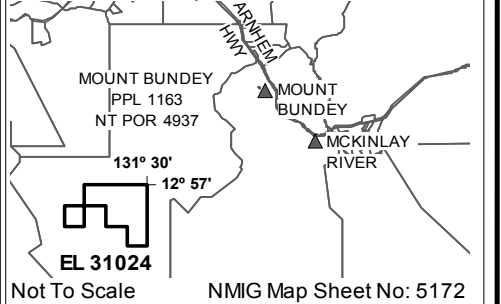 ARNHEM
HWY
MOUNT BUNDEY
PPL 1163
NT POR 4937
MOUNT
BUNDEY
MCKINLAY
RIVER
131º 30'
12º 57'
EL 31024
Not To Scale
NMIG Map Sheet No: 5172